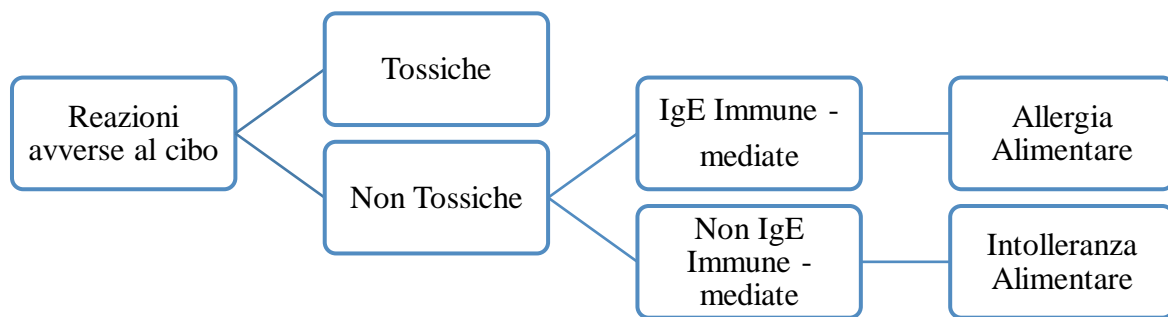 Reazioni
avverse al cibo
Tossiche
Non Tossiche
IgE Immune -
mediate
Non IgE
Immune -
mediate
Allergia
Alimentare
Intolleranza
Alimentare